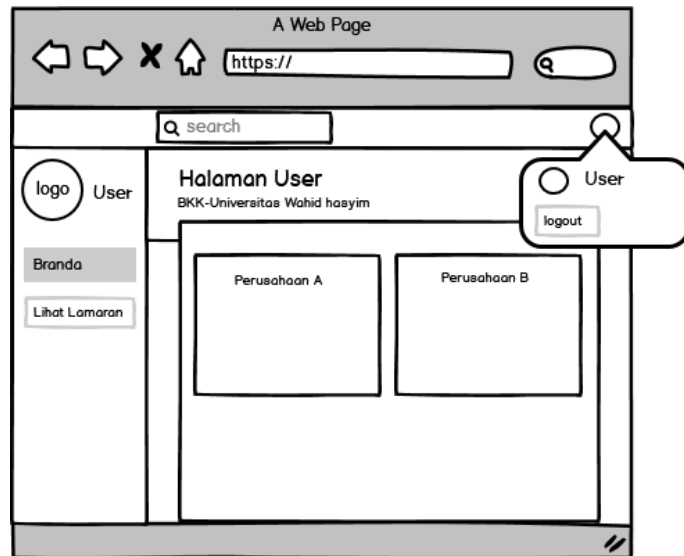 A Web Page
https://
search
logo
User
Halaman User
BKK-Universitas Wahid hasyim
User
logout
Branda
Lihat Lamaran
Perusahaan A
Perusahaan B